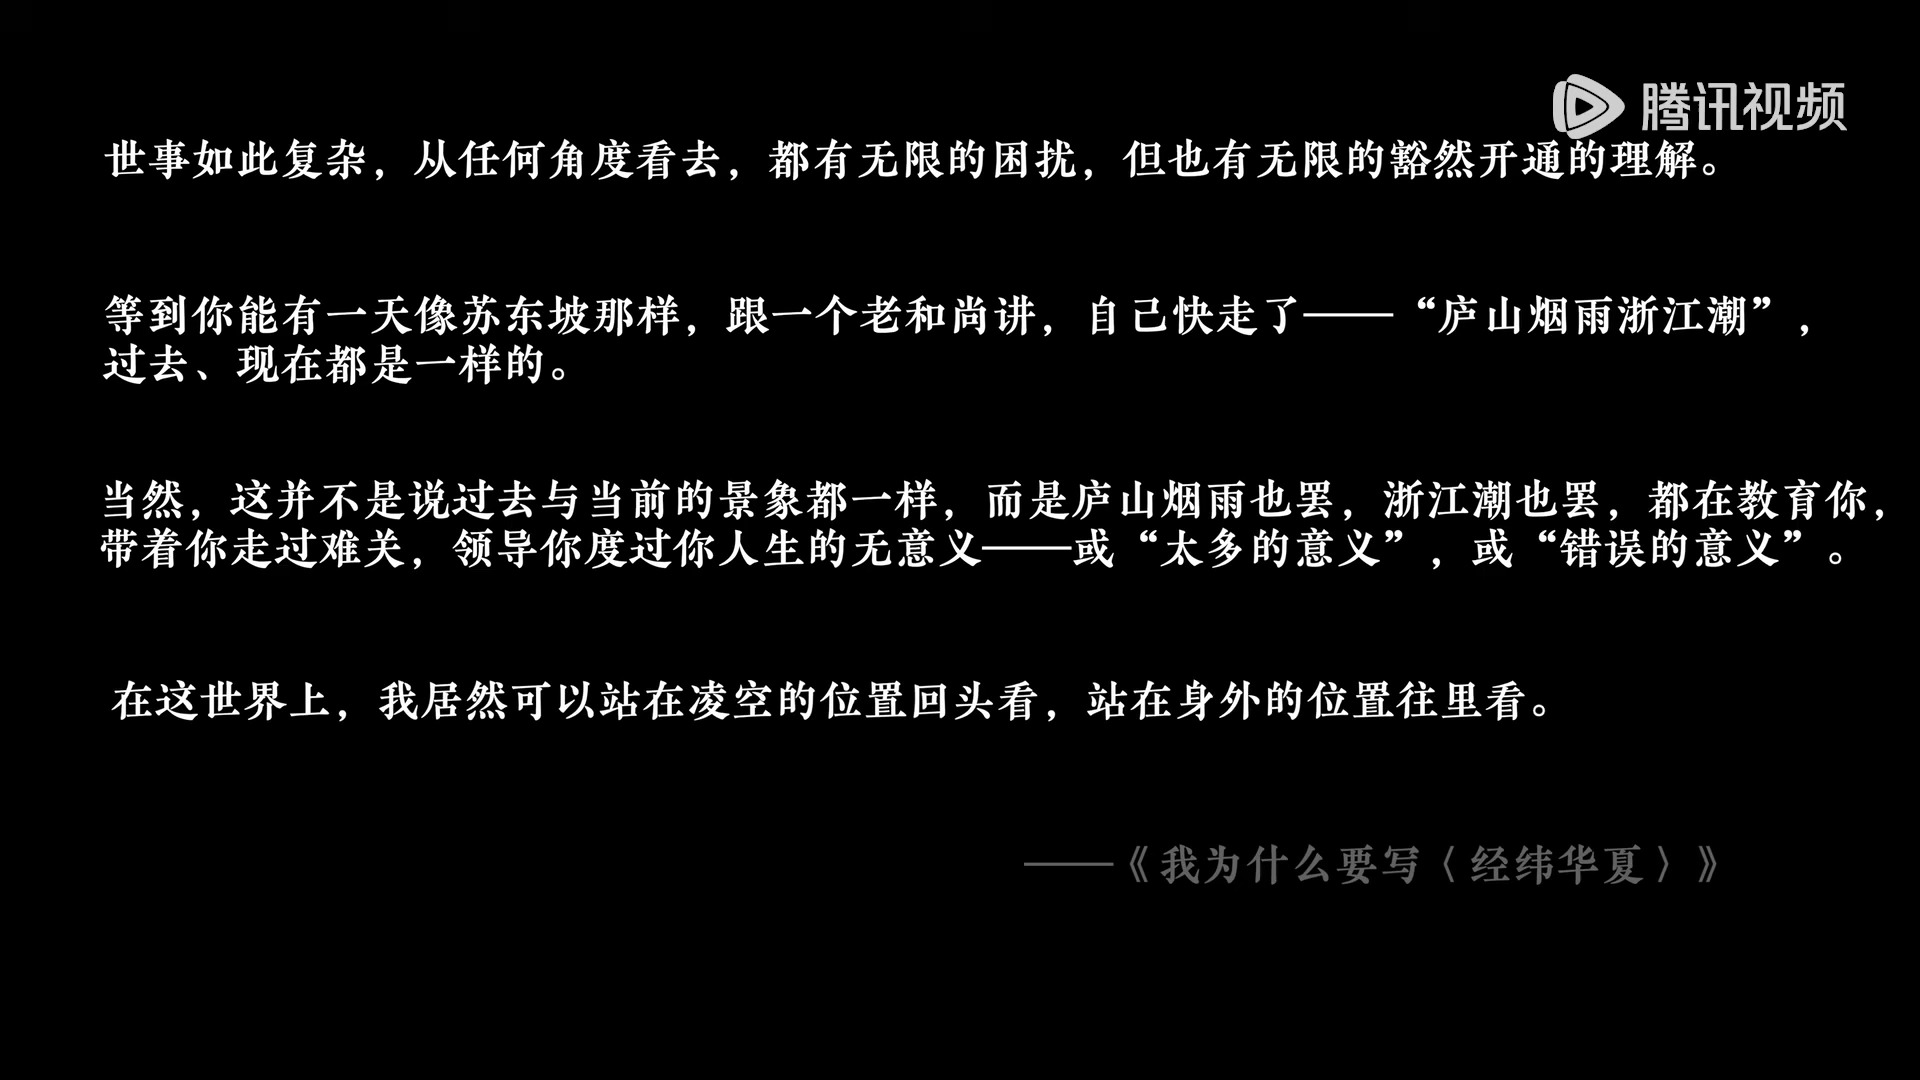 腾讯视频
世事如此复杂，从任何角度看去，都有无限的困扰，但也有无限的豁然开通的理解。
等到你能有一天像苏东坡那样，跟一个老和尚讲，自己快走了——“庐山烟雨浙江潮”，
过去、现在都是一样的。
当然，这并不是说过去与当前的景象都一样，而是庐山烟雨也罢，浙江潮也罢，都在教育你，
带着你走过难关，领导你度过你人生的无意义——或“太多的意义”，或“错误的意义”。
在这世界上，我居然可以站在凌空的位置回头看，站在身外的位置往里看。
——《我为什么要写〈经纬华夏〉》